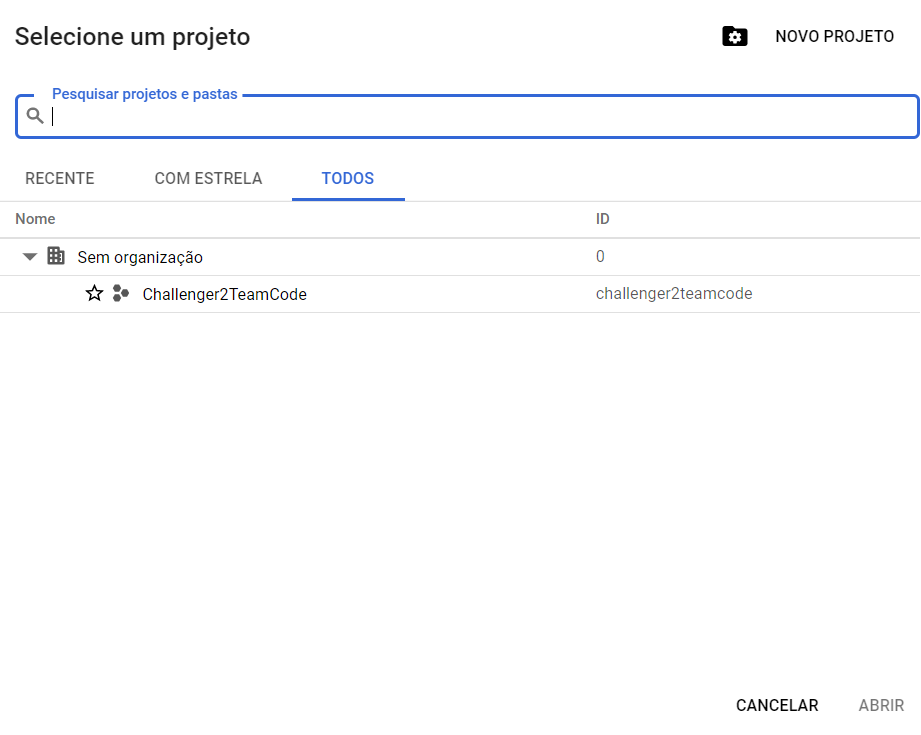 Selecione um projeto
NOVO PROJETO
Pesquisar projetos e pastas
RECENTE COM ESTRELA TODOS
Nome ID
Sem organização 0
Challenger2TeamCode challenger2teamcode
CANCELAR ABRIR